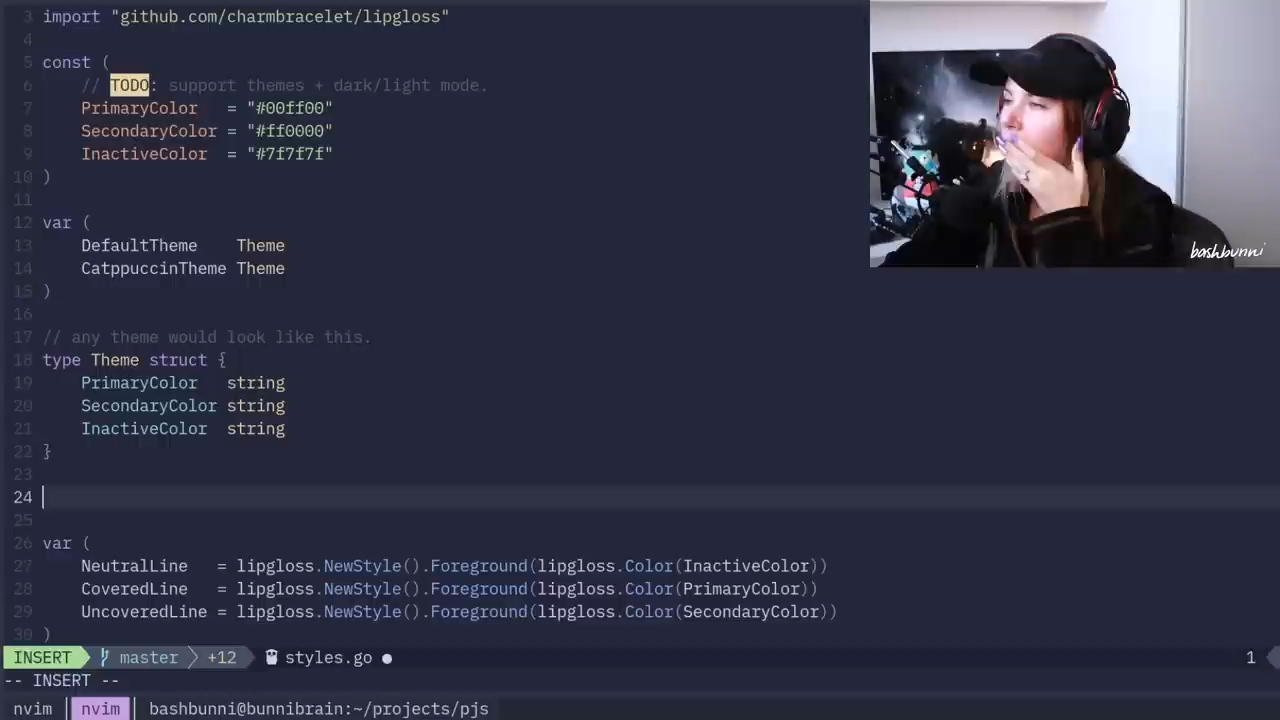 3 import "github.com/charmbracelet/lipgloss"
4
5 const (
6 // TODO: support themes + dark/light mode.
7 PrimaryColor = "#00ff00"
8 SecondaryColor = "#ff0000"
9 InactiveColor = "#7f7f7f"
10 )
11
12 var (
13 DefaultTheme Theme
14 CatppuccinTheme Theme
15 )
16
17 // any theme would look like this.
18 type Theme struct {
19 PrimaryColor string
20 SecondaryColor string
21 InactiveColor string
22 }
23
24
25
26 var (
27 NeutralLine = lipgloss.NewStyle().Foreground(lipgloss.Color(InactiveColor))
28 CoveredLine = lipgloss.NewStyle().Foreground(lipgloss.Color(PrimaryColor))
29 UncoveredLine = lipgloss.NewStyle().Foreground(lipgloss.Color(SecondaryColor))
30 )
INSERT master +12 styles.go ● 1
-- INSERT --
nvim nvim bashbunni@bunnibrain:~/projects/pjs
bashbunni